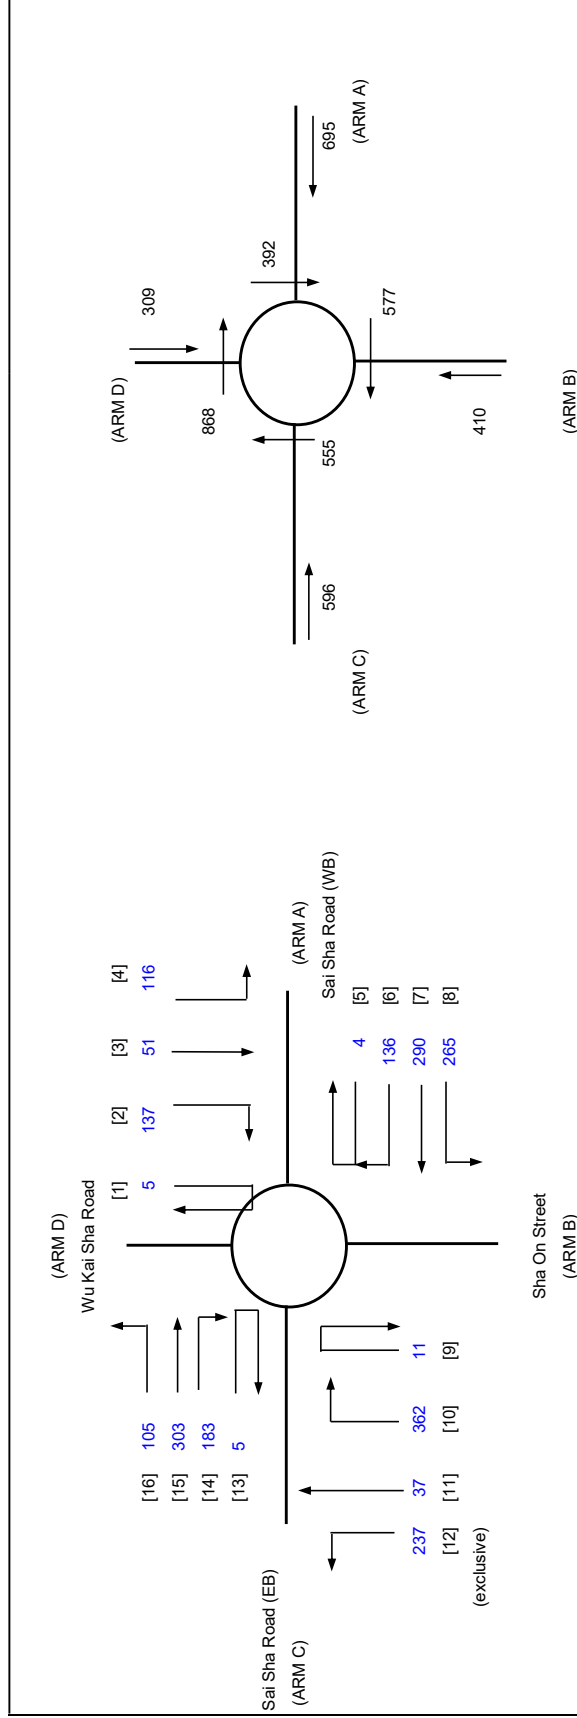 (ARM D)
309
868
392
695
(ARM A)
555
577
596
(ARM C)
410
(ARM B)
(ARM D)
Wu Kai Sha Road
[1] [2] [3] [4]
5 137 51 116
[16] 105
[15] 303
[14] 183
[13] 5
(ARM A)
Sai Sha Road (WB)
4 [5]
136 [6]
290 [7]
265 [8]
Sai Sha Road (EB)
(ARM C)
237 37 362 11
[12] [11] [10] [9]
(exclusive)
Sha On Street
(ARM B)